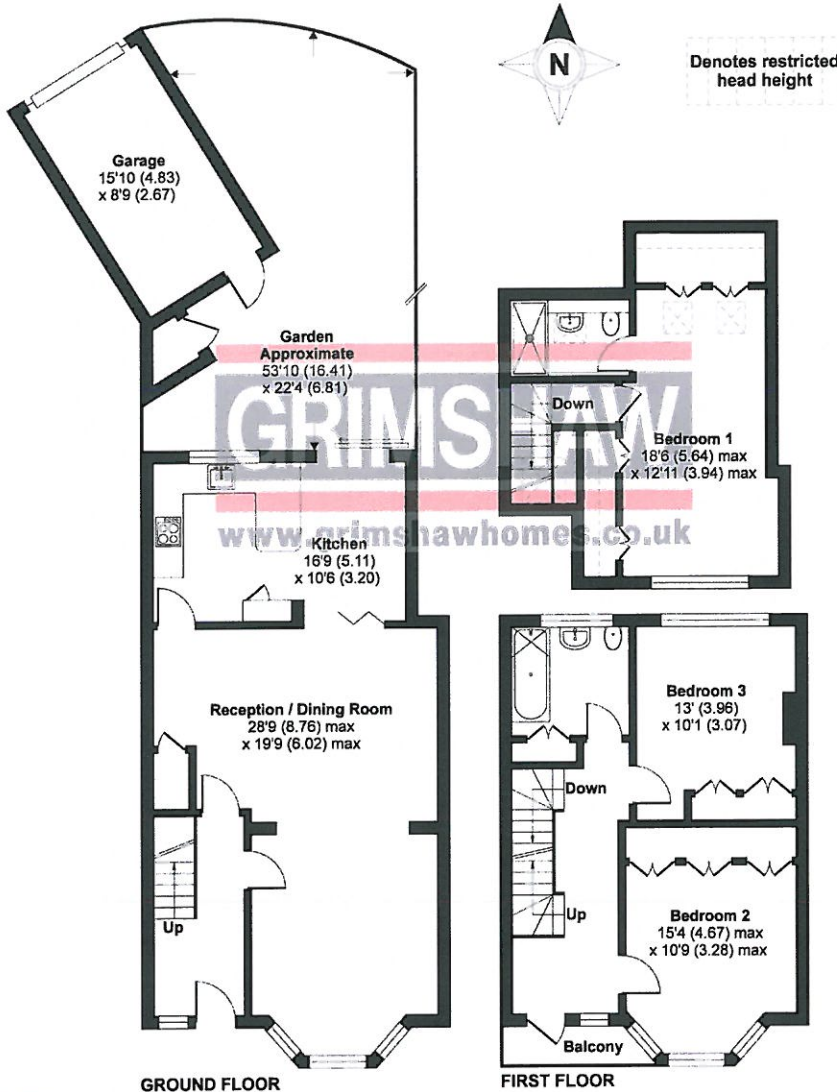 N
Denotes restricted
head height
Garage
15'10 (4.83)
x 8'9 (2.67)
Garden
Approximate
53'10 (16.41)
x 22'4 (6.81)
GRIMSHAW
www.grimshawhomes.co.uk
Down
Bedroom 1
18'6 (5.64) max
x 12'11 (3.94) max
Kitchen
16'9 (5.11)
x 10'6 (3.20)
Reception / Dining Room
28'9 (8.76) max
x 19'9 (6.02) max
Up
GROUND FLOOR
Bedroom 3
13' (3.96)
x 10'1 (3.07)
Down
Up
Bedroom 2
15'4 (4.67) max
x 10'9 (3.28) max
Balcony
FIRST FLOOR